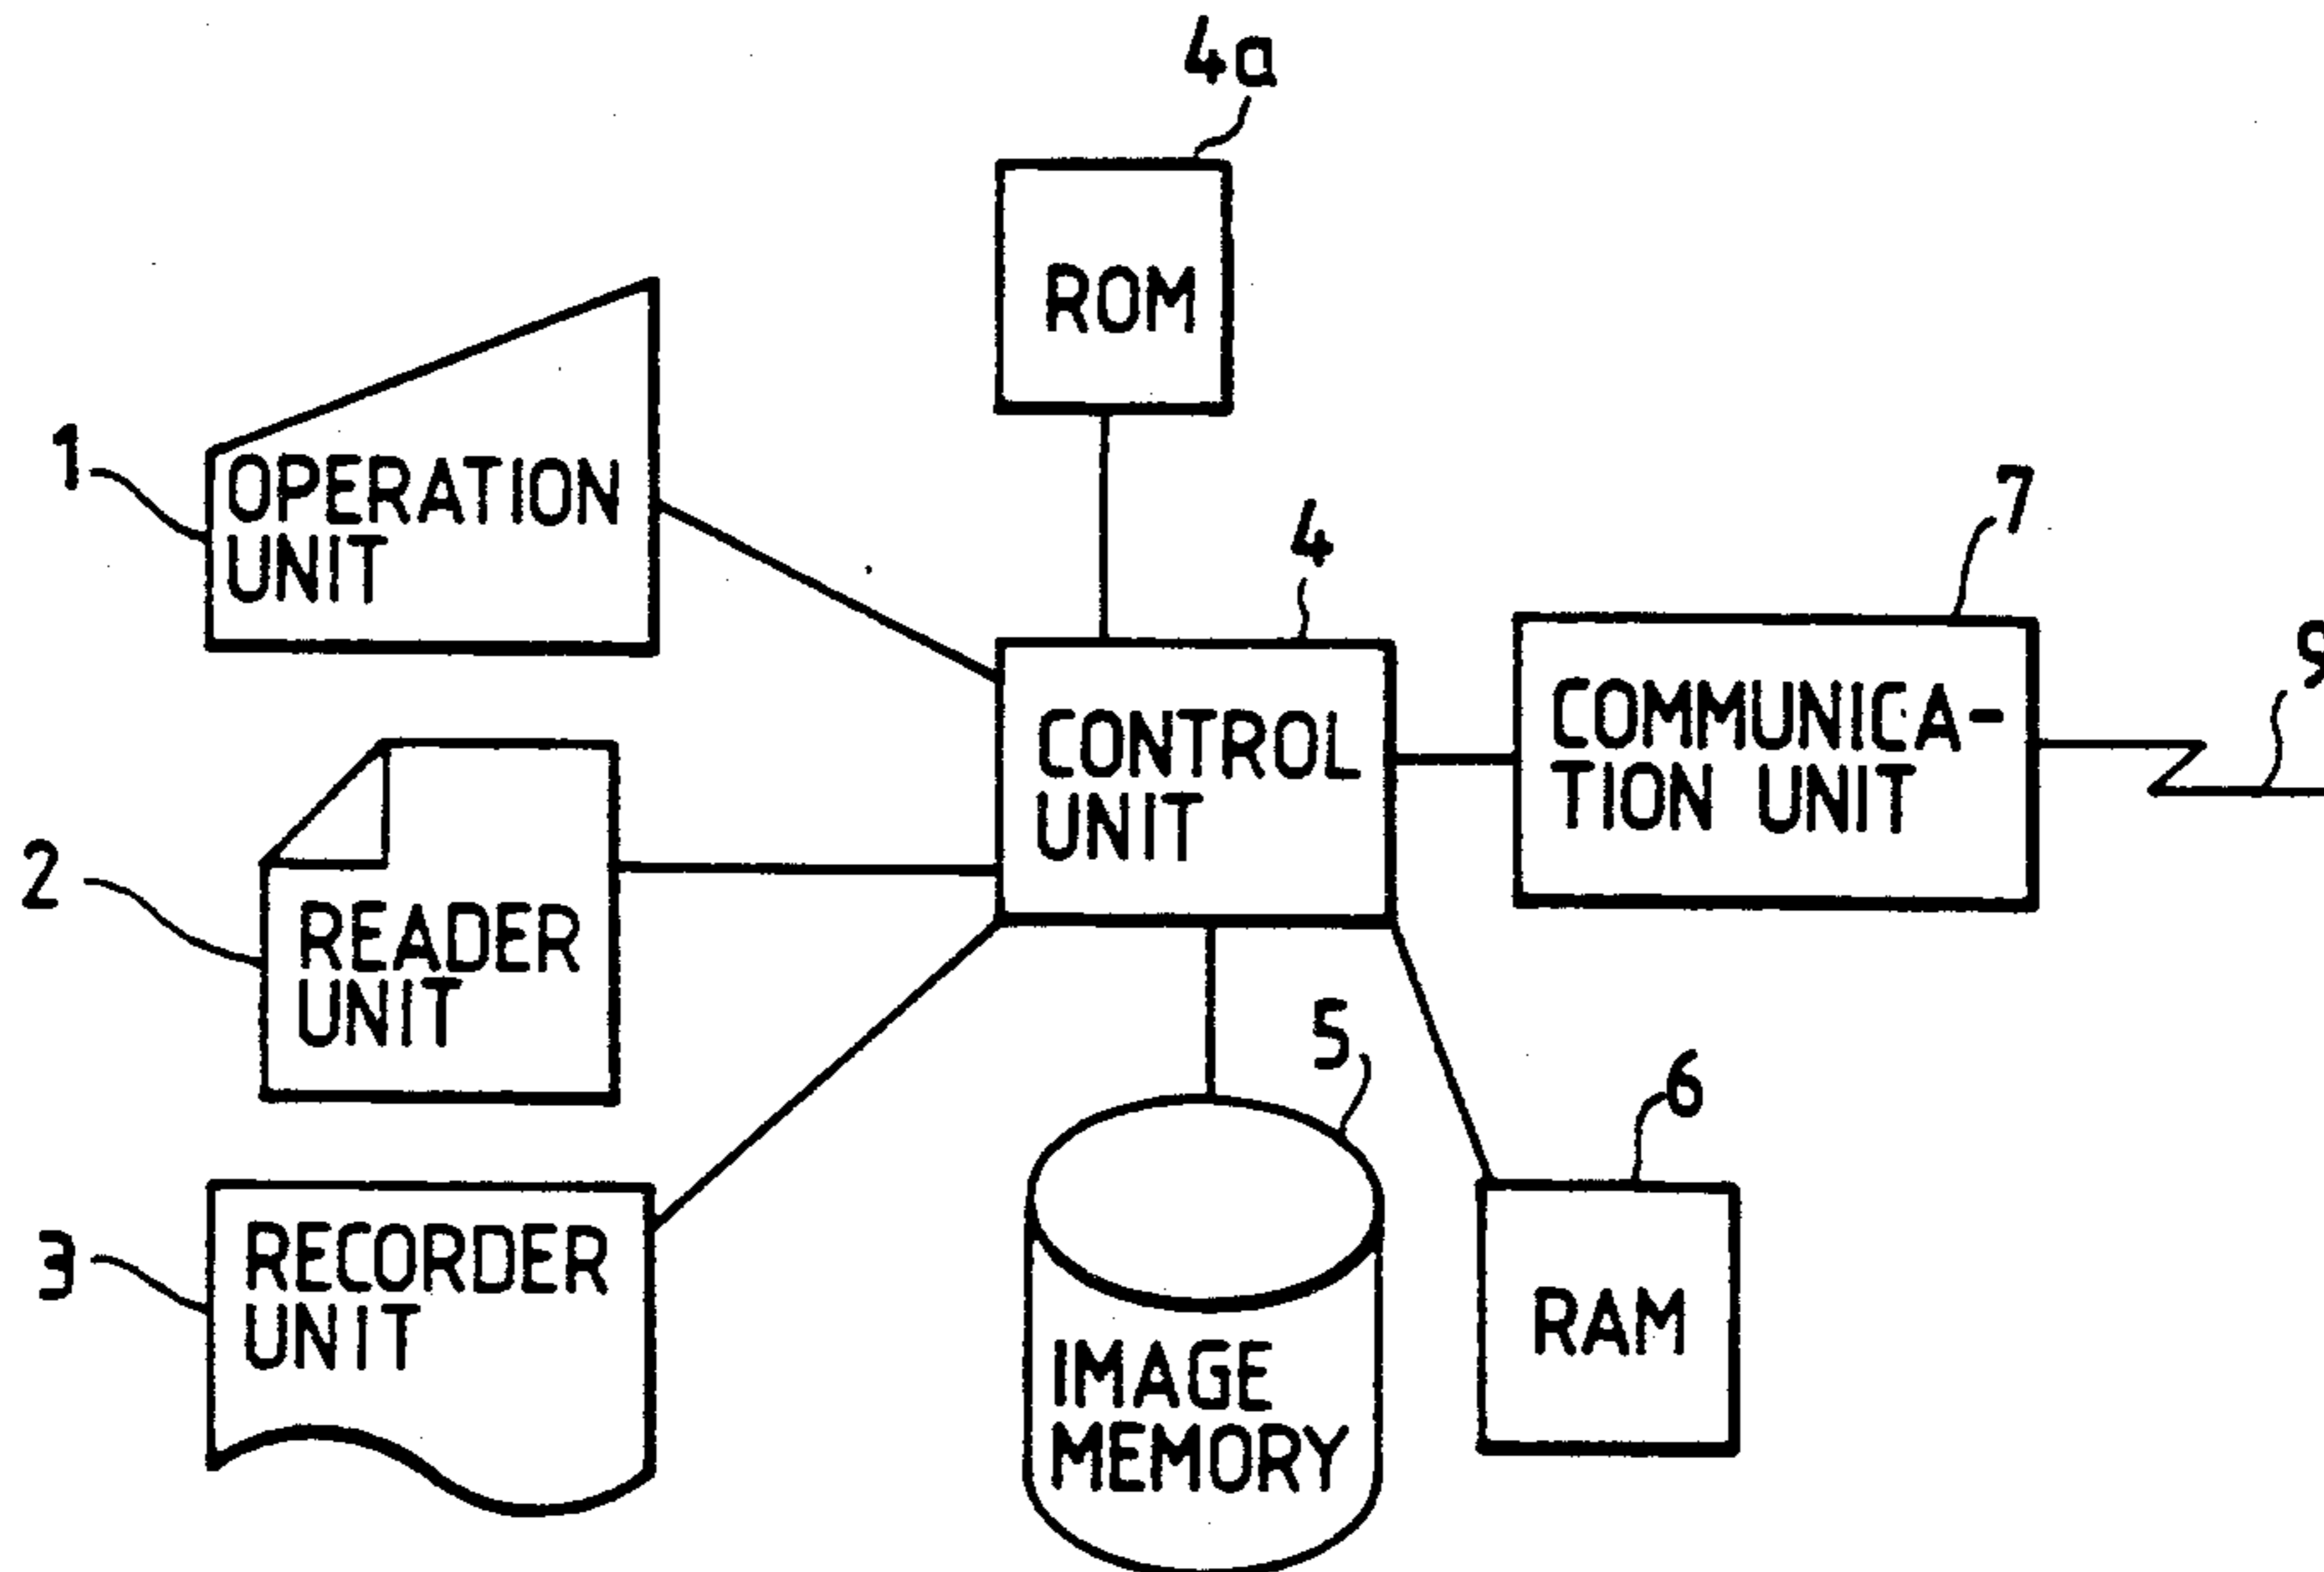 4a
ROM
1
OPERATION
UNIT
4
CONTROL
UNIT
7
COMMUNICA-
TION UNIT
2
READER
UNIT
3
RECORDER
UNIT
5
IMAGE
MEMORY
6
RAM